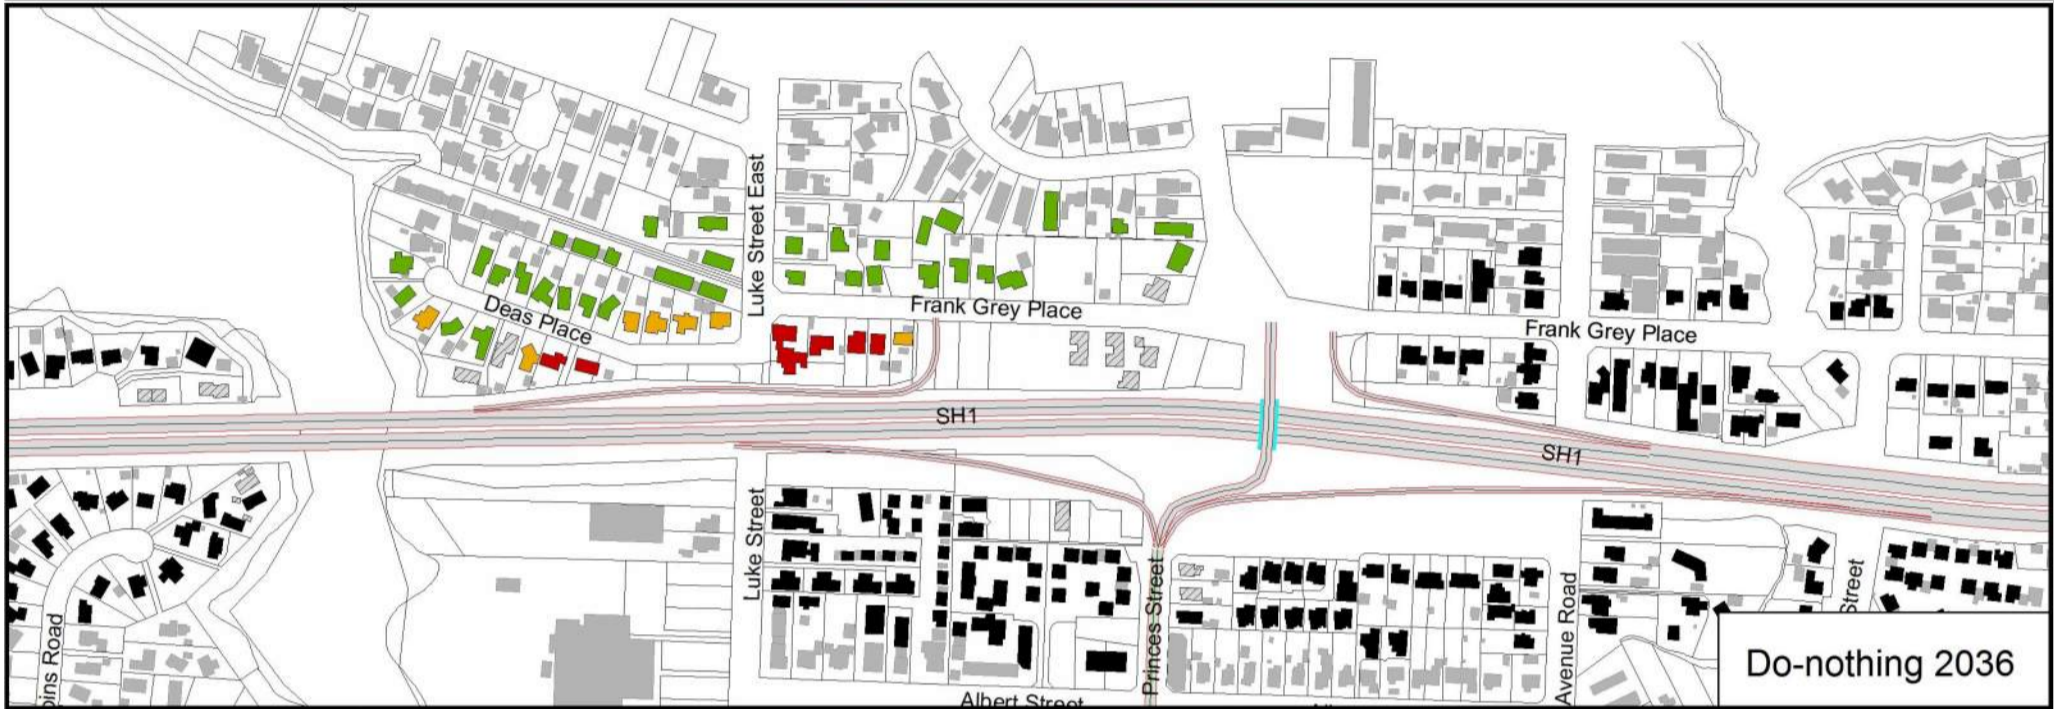 Luke Street East
Deas Place
Frank Grey Place
Frank Grey Place
SH1
SH1
Luke Street
Princes Street
Avenue Road
Street
Albert Street
Road
Do-nothing 2036